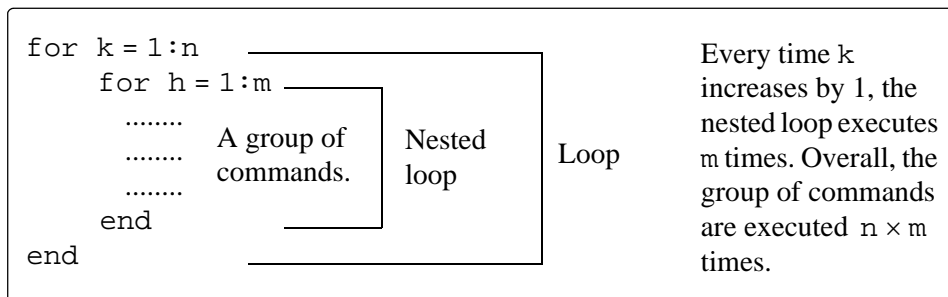 for k = 1:n
for h = 1:m
........
........
........
end
end
A group of
commands.
Nested
loop
Loop
Every time k
increases by 1, the
nested loop executes
m times. Overall, the
group of commands
are executed n × m
times.